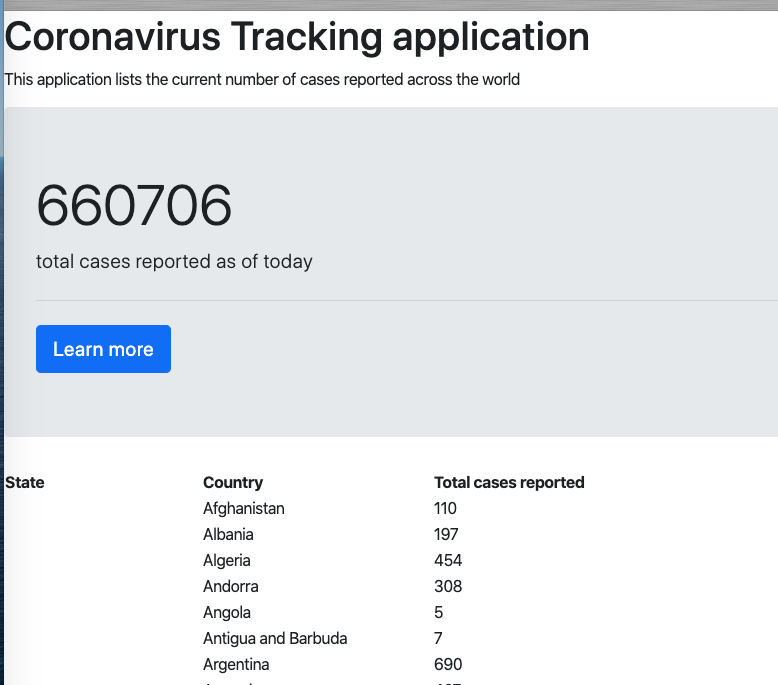 Coronavirus Tracking application
This application lists the current number of cases reported across the world
660706
total cases reported as of today
Learn more
State Country Total cases reported
Afghanistan 110
Albania 197
Algeria 454
Andorra 308
Angola 5
Antigua and Barbuda 7
Argentina 690